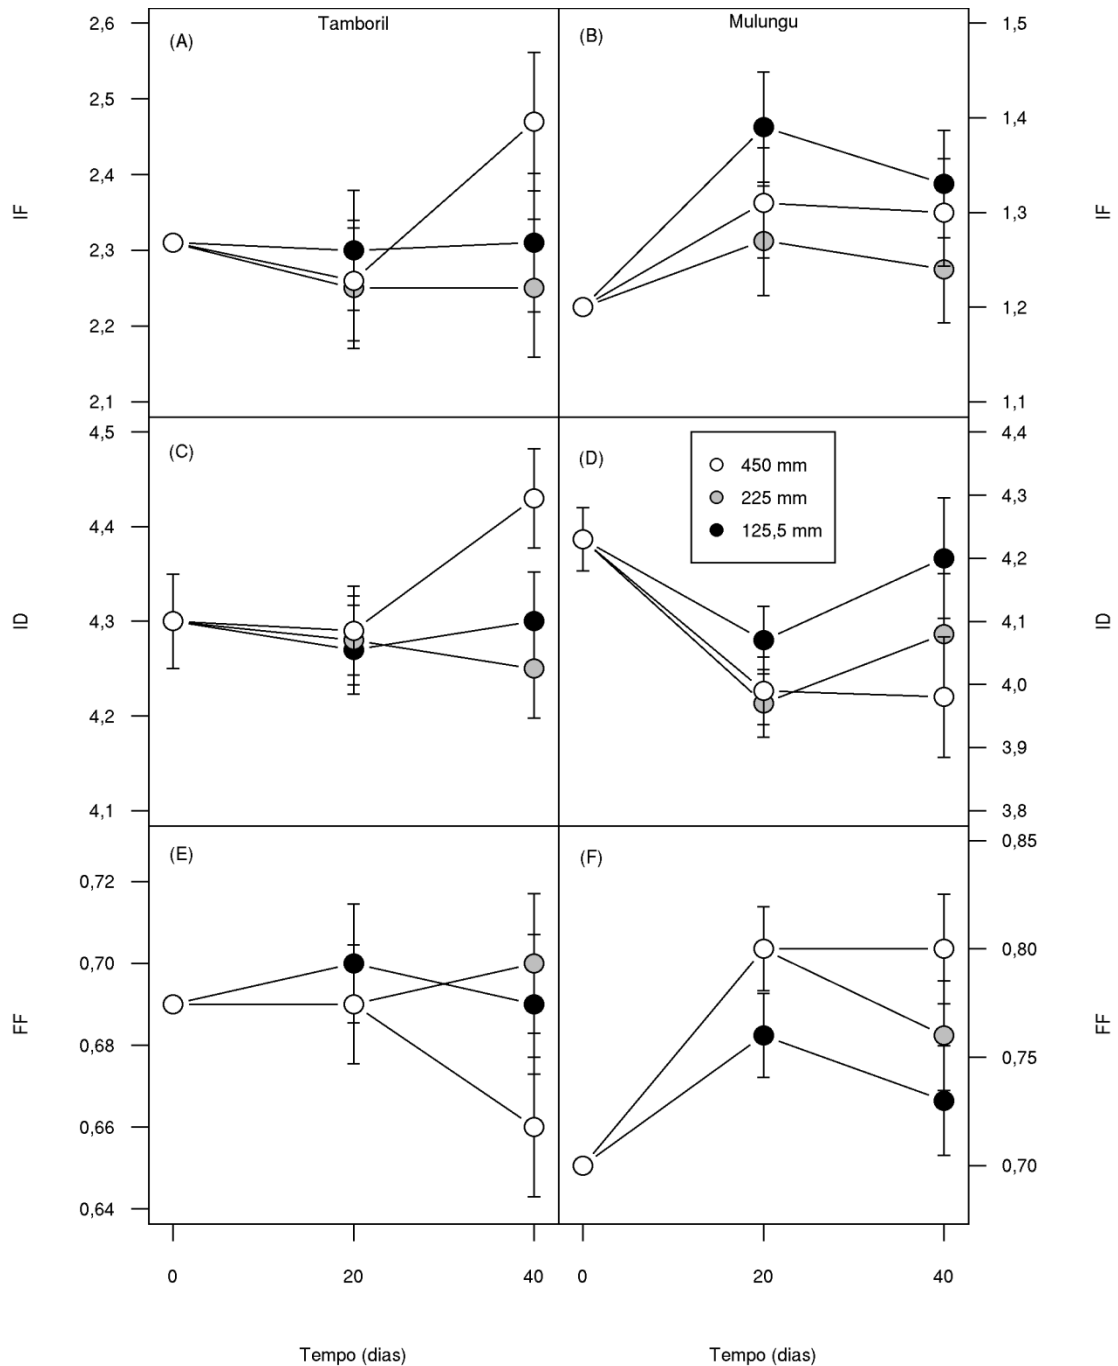 Tamboril
Mulungu
(A)
2,6
2,5
2,4
2,3
2,2
2,1
IF
(B)
1,5
1,4
1,3
1,2
1,1
IF
(C)
4,5
4,4
4,3
4,2
4,1
ID
(D)
450 mm
225 mm
125,5 mm
4,4
4,3
4,2
4,1
4,0
3,9
3,8
ID
(E)
0,72
0,70
0,68
0,66
0,64
FF
(F)
0,85
0,80
0,75
0,70
FF
0
20
40
0
20
40
Tempo (dias)
Tempo (dias)